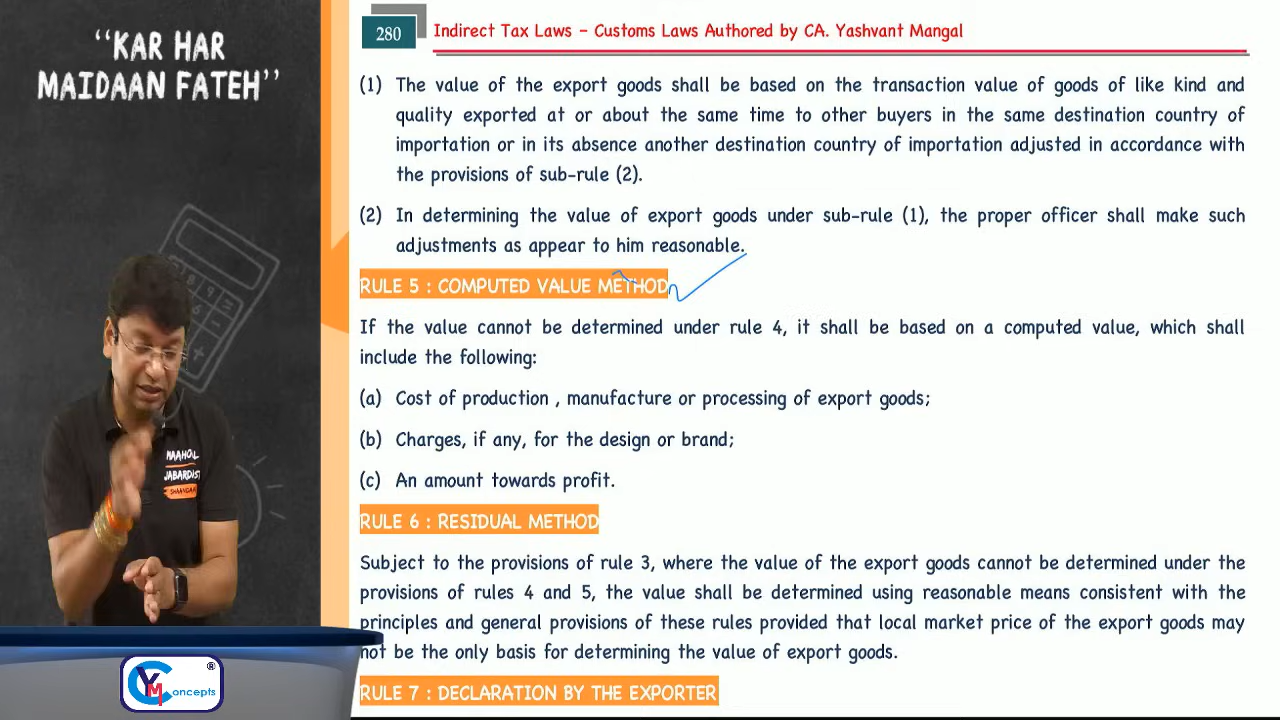 “KAR HAR
MAIDAAN FATEH”
280
Indirect Tax Laws – Customs Laws Authored by CA. Yashvant Mangal
(1) The value of the export goods shall be based on the transaction value of goods of like kind and
quality exported at or about the same time to other buyers in the same destination country of
importation or in its absence another destination country of importation adjusted in accordance with
the provisions of sub-rule (2).
(2) In determining the value of export goods under sub-rule (1), the proper officer shall make such
adjustments as appear to him reasonable.
RULE 5 : COMPUTED VALUE METHOD
If the value cannot be determined under rule 4, it shall be based on a computed value, which shall
include the following:
(a) Cost of production , manufacture or processing of export goods;
(b) Charges, if any, for the design or brand;
(c) An amount towards profit.
RULE 6 : RESIDUAL METHOD
Subject to the provisions of rule 3, where the value of the export goods cannot be determined under the
provisions of rules 4 and 5, the value shall be determined using reasonable means consistent with the
principles and general provisions of these rules provided that local market price of the export goods may
not be the only basis for determining the value of export goods.
RULE 7 : DECLARATION BY THE EXPORTER
MAAHOUL
JABARDAST
SHAANDAAR
CYM Concepts ®